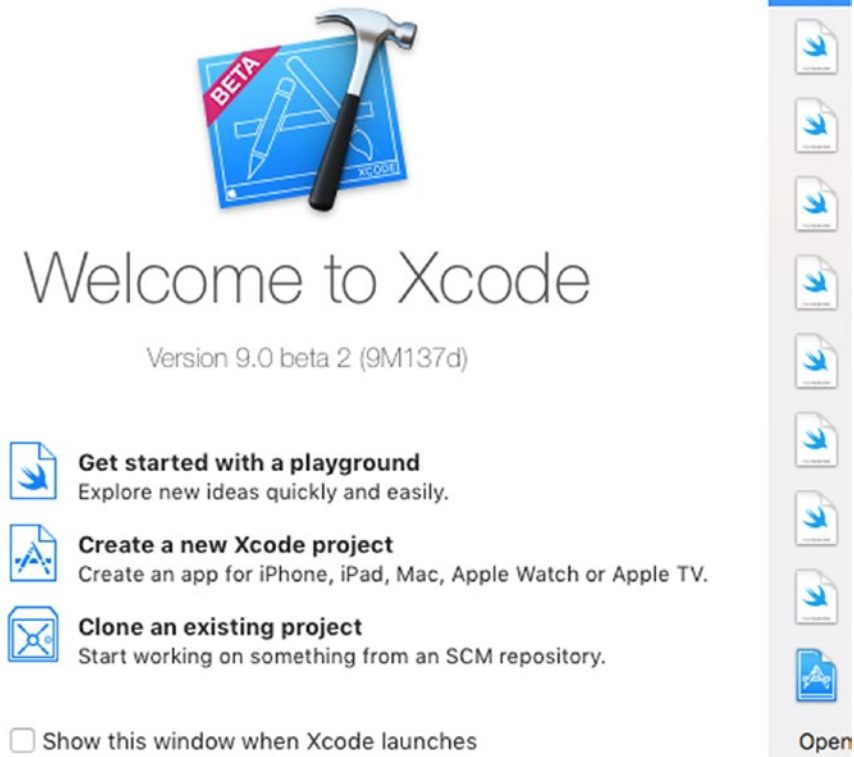 BETA
XCODE
Welcome to Xcode
Version 9.0 beta 2 (9M137d)
Get started with a playground
Explore new ideas quickly and easily.
Create a new Xcode project
Create an app for iPhone, iPad, Mac, Apple Watch or Apple TV.
Clone an existing project
Start working on something from an SCM repository.
Show this window when Xcode launches
Open